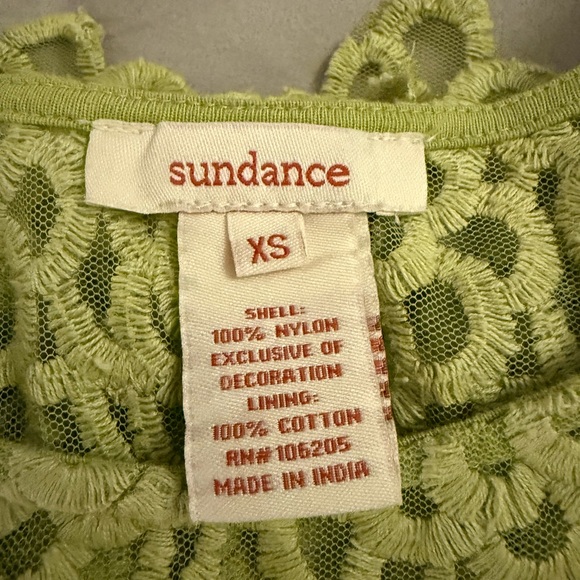 sundance
XS
SHELL:
100% NYLON
EXCLUSIVE OF
DECORATION
LINING:
100% COTTON
RN# 106205
MADE IN INDIA